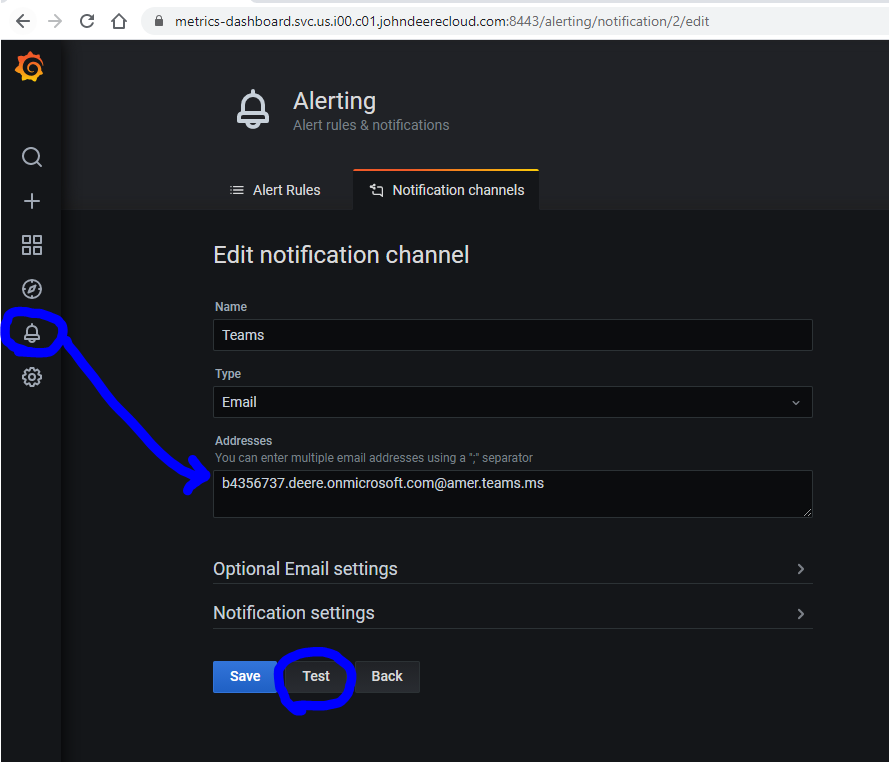 metrics-dashboard.svc.us.i00.c01.johndeerecloud.com:8443/alerting/notification/2/edit
Alerting
Alert rules & notifications
Alert Rules
Notification channels
Edit notification channel
Name
Teams
Type
Email
Addresses
You can enter multiple email addresses using a ";" separator
b4356737.deere.onmicrosoft.com@amer.teams.ms
Optional Email settings
Notification settings
Save Test Back